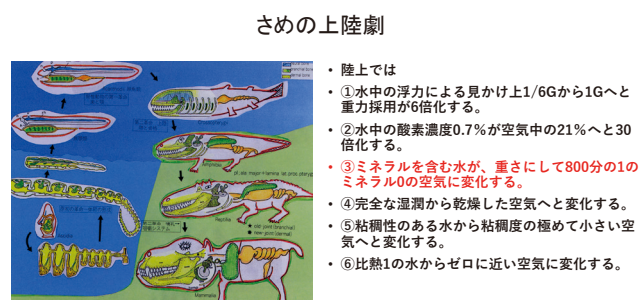 さめの上陸劇
• 陸上では
• ①水中の浮力による見かけ上1/6Gから1Gへと
重力採用が6倍化する。
• ②水中の酸素濃度0.7%が空気中の21%へと30
倍化する。
• ③ミネラルを含む水が、重さにして800分の1の
ミネラル0の空気に変化する。
• ④完全な湿潤から乾燥した空気へと変化する。
• ⑤粘稠性のある水から粘稠度の極めて小さい空
気へと変化する。
• ⑥比熱1の水からゼロに近い空気に変化する。
Reptilia
★ old joint (branchial)
● new joint (dermal)
Mammalia